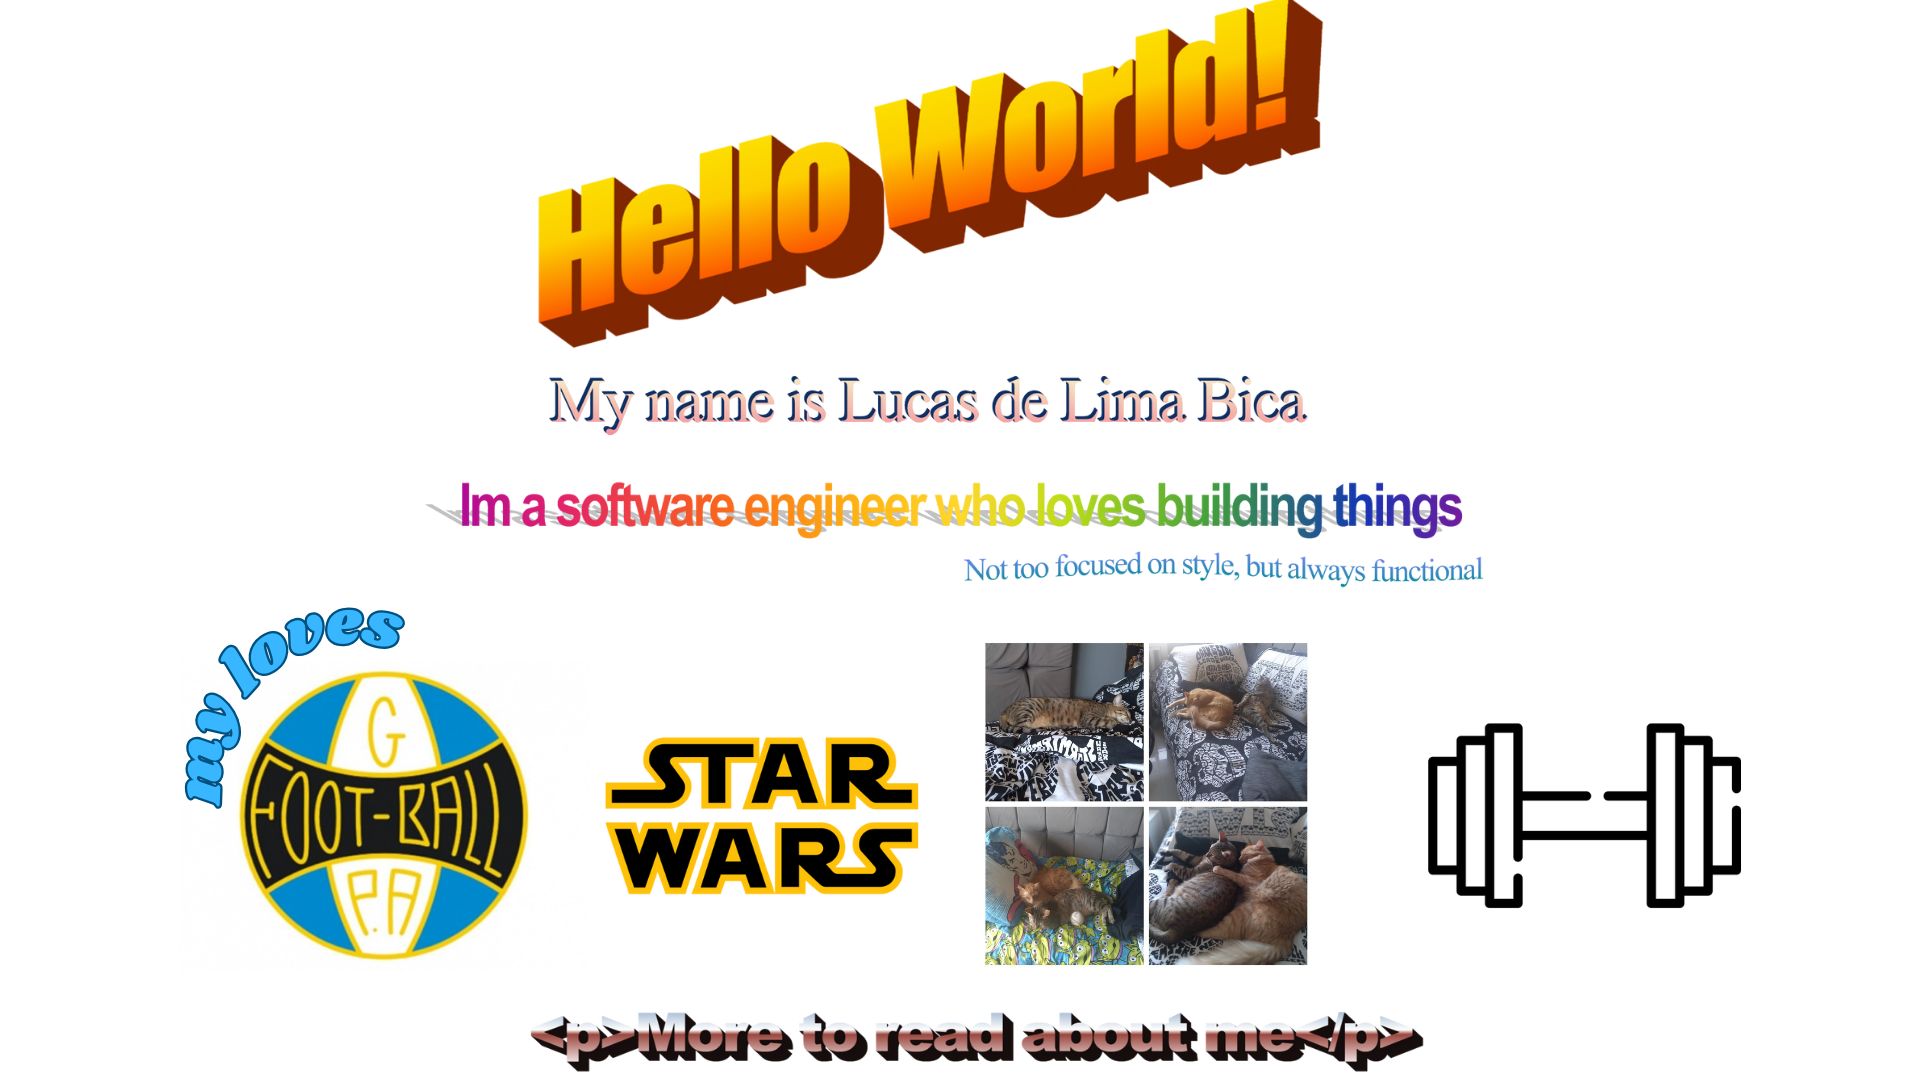 Hello World!
My name is Lucas de Lima Bica
Im a software engineer who loves building things
Not too focused on style, but always functional
my loves
G
FOOT-BALL
P.A
STAR
WARS
<p>More to read about me</p>